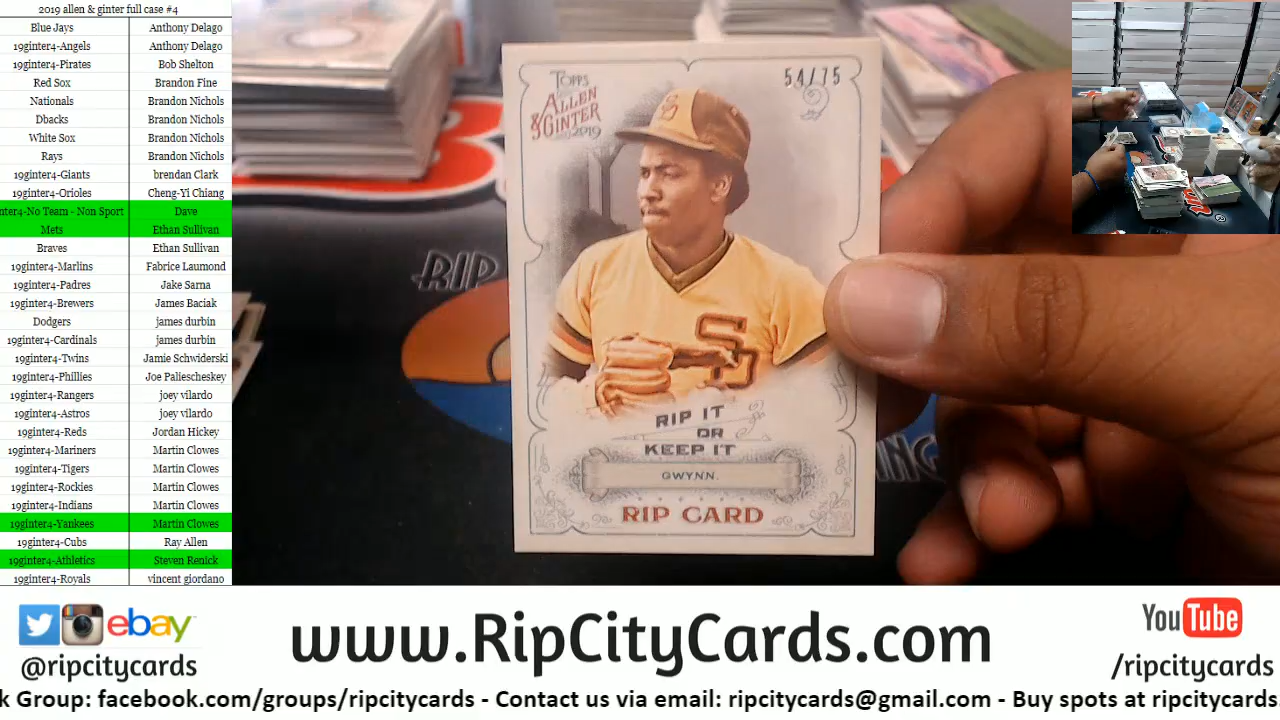 2019 allen & ginter full case #4
Blue Jays Anthony Delago
19ginter4-Angels Anthony Delago
19ginter4-Pirates Bob Shelton
Red Sox Brandon Fine
Nationals Brandon Nichols
Dbacks Brandon Nichols
White Sox Brandon Nichols
Rays Brandon Nichols
19ginter4-Giants brendan Clark
19ginter4-Orioles Cheng-Yi Chiang
nter4-No Team - Non Sport Dave
Mets Ethan Sullivan
Braves Ethan Sullivan
19ginter4-Marlins Fabrice Laumond
19ginter4-Padres Jake Sarna
19ginter4-Brewers James Baciak
Dodgers james durbin
19ginter4-Cardinals james durbin
19ginter4-Twins Jamie Schwiderski
19ginter4-Phillies Joe Paliescheskey
19ginter4-Rangers joey vilardo
19ginter4-Astros joey vilardo
19ginter4-Reds Jordan Hickey
19ginter4-Mariners Martin Clowes
19ginter4-Tigers Martin Clowes
19ginter4-Rockies Martin Clowes
19ginter4-Indians Martin Clowes
19ginter4-Yankees Martin Clowes
19ginter4-Cubs Ray Allen
19ginter4-Athletics Steven Renick
19ginter4-Royals vincent giordano
TOPPS
ALLEN
& GINTER
2019
54/75
SD
RIP IT
OR
KEEP IT
GWYNN.
RIP CARD
RIP
ING
ebay
@ripcitycards
www.RipCityCards.com
YouTube
/ripcitycards
k Group: facebook.com/groups/ripcitycards - Contact us via email: ripcitycards@gmail.com - Buy spots at ripcitycards